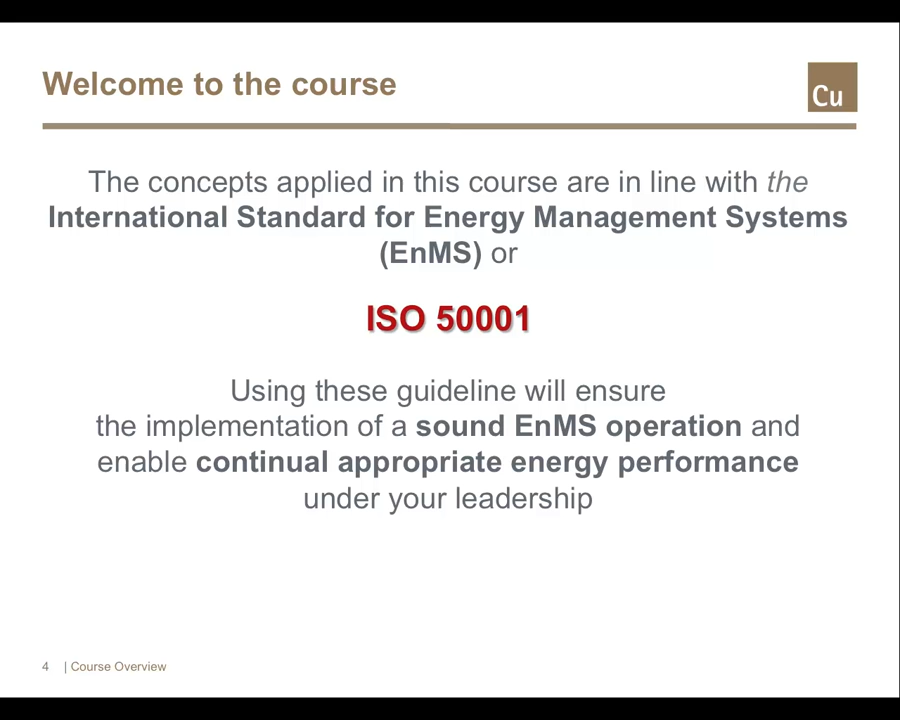 Welcome to the course
Cu
The concepts applied in this course are in line with the
International Standard for Energy Management Systems
(EnMS) or
ISO 50001
Using these guideline will ensure
the implementation of a sound EnMS operation and
enable continual appropriate energy performance
under your leadership
4 | Course Overview